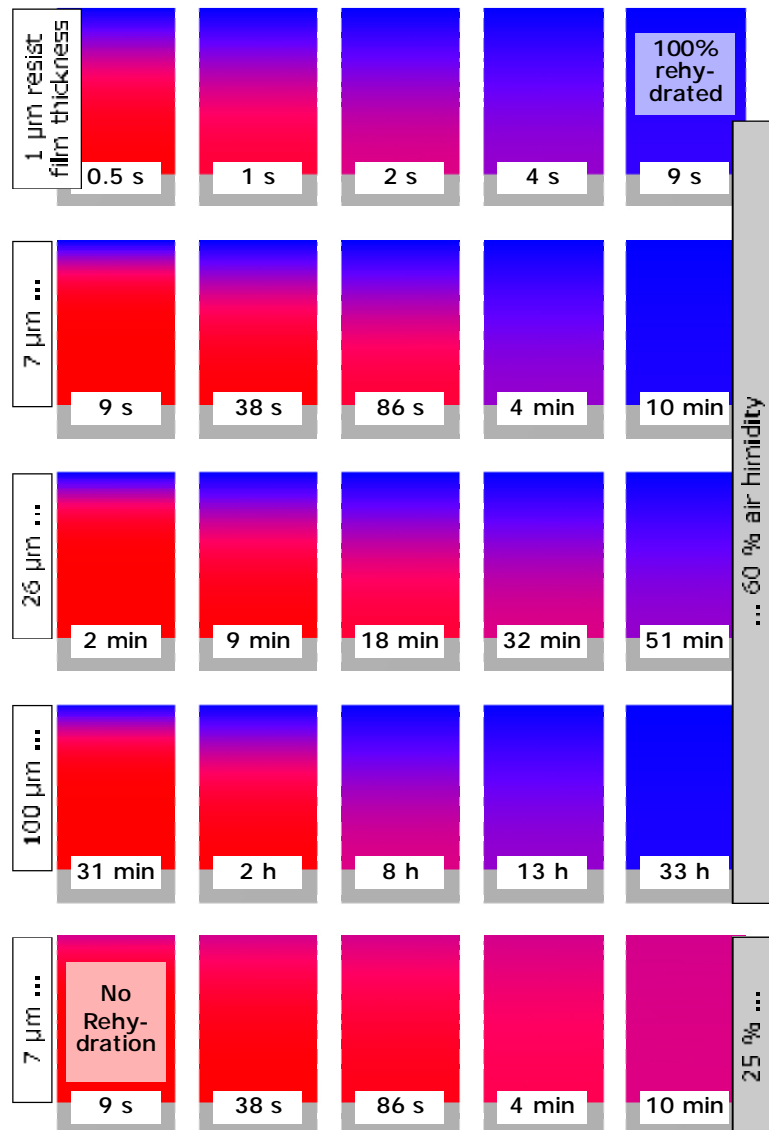 1 µm resist
film thickness
100%
rehy-
drated
0.5 s
1 s
2 s
4 s
9 s
7 µm ...
9 s
38 s
86 s
4 min
10 min
... 60 % air himidity
26 µm ...
2 min
9 min
18 min
32 min
51 min
100 µm ...
31 min
2 h
8 h
13 h
33 h
7 µm ...
No
Rehy-
dration
9 s
38 s
86 s
4 min
10 min
25 % ...